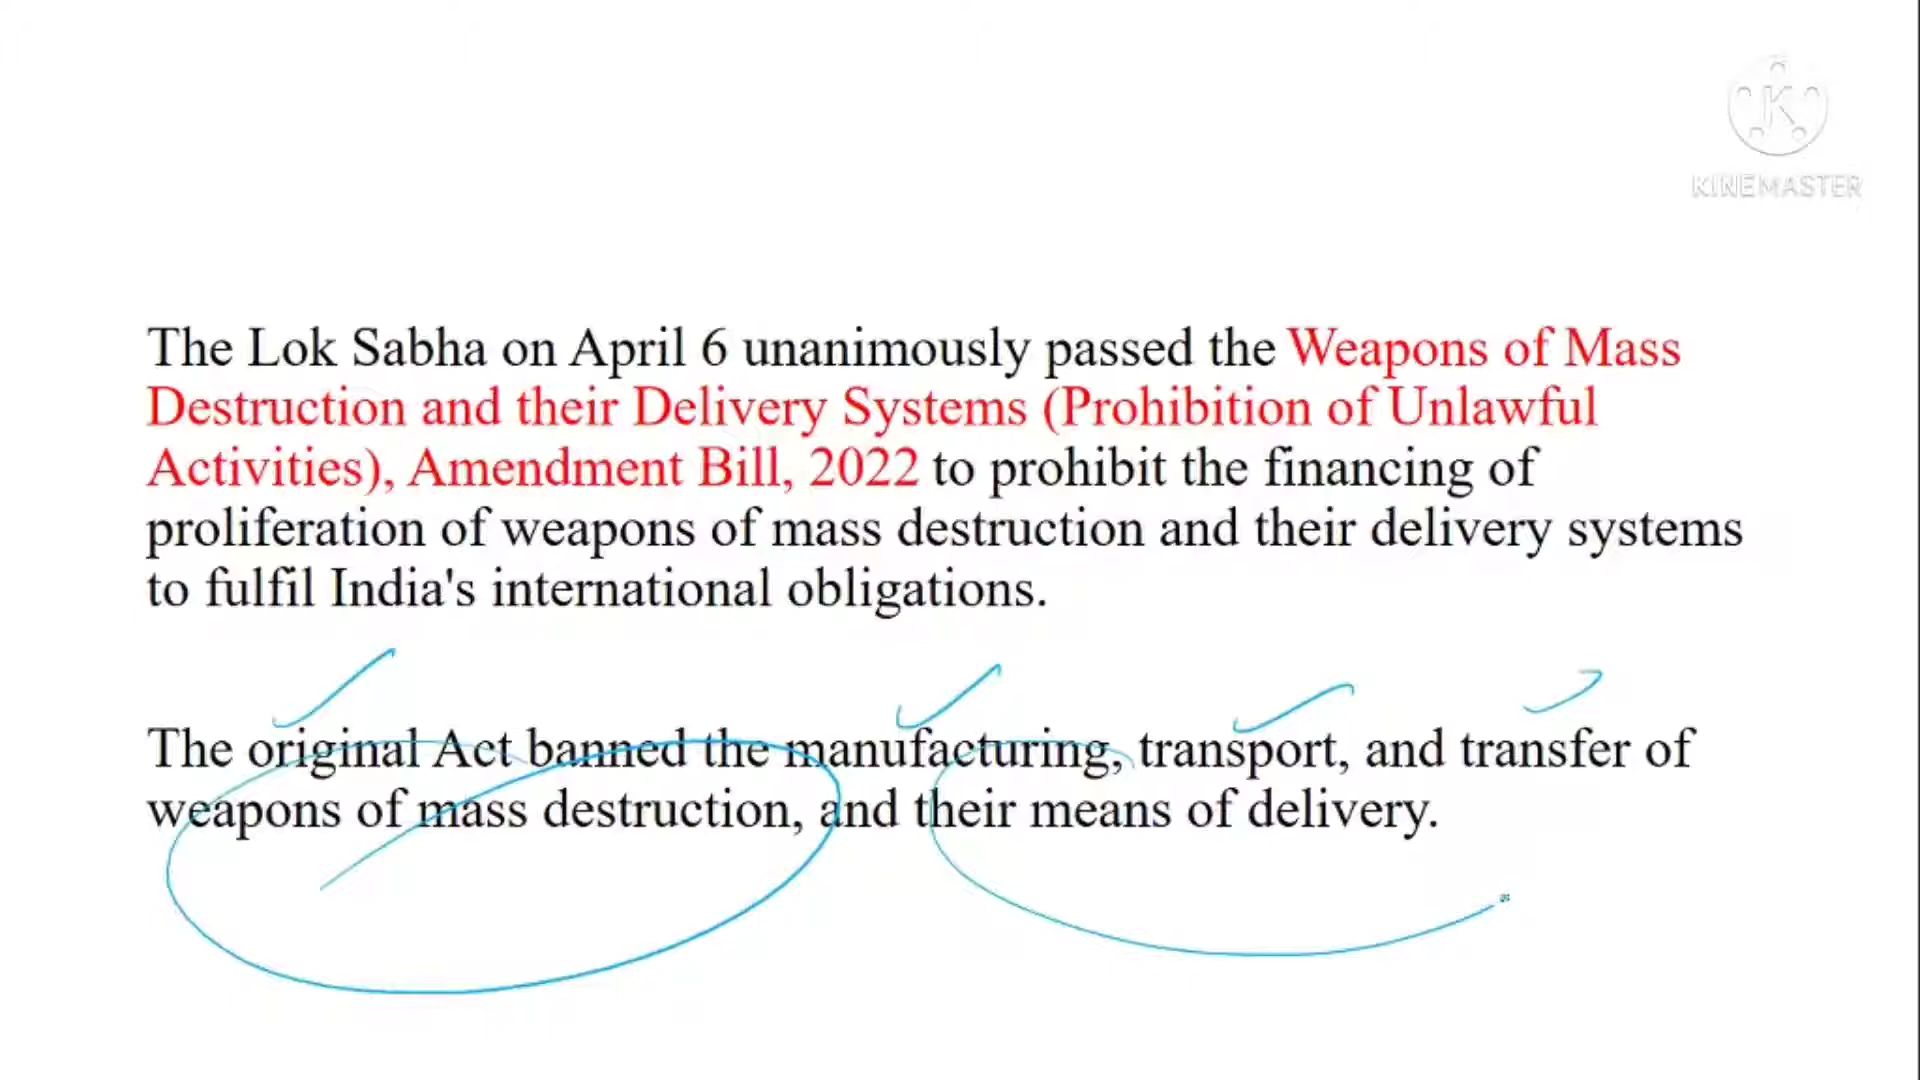 KINEMASTER
The Lok Sabha on April 6 unanimously passed the Weapons of Mass
Destruction and their Delivery Systems (Prohibition of Unlawful
Activities), Amendment Bill, 2022 to prohibit the financing of
proliferation of weapons of mass destruction and their delivery systems
to fulfil India's international obligations.
The original Act banned the manufacturing, transport, and transfer of
weapons of mass destruction, and their means of delivery.